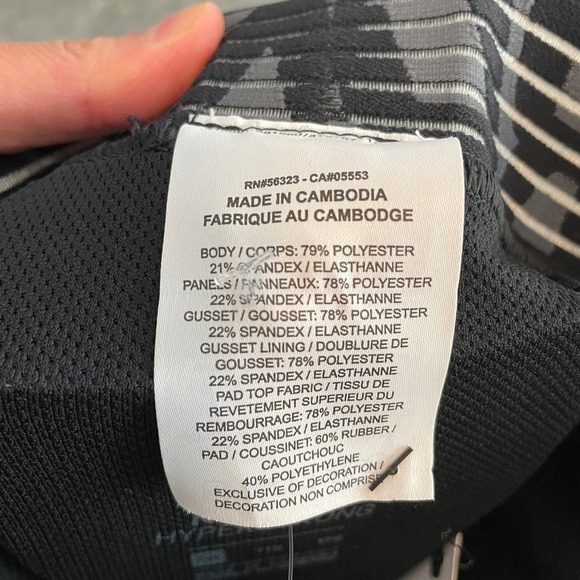 RN#56323 - CA#05553
MADE IN CAMBODIA
FABRIQUE AU CAMBODGE
BODY / CORPS: 79% POLYESTER
21% SPANDEX / ELASTHANNE
PANELS / PANNEAUX: 78% POLYESTER
22% SPANDEX / ELASTHANNE
GUSSET / GOUSSET: 78% POLYESTER
22% SPANDEX / ELASTHANNE
GUSSET LINING / DOUBLURE DE
GOUSSET: 78% POLYESTER
22% SPANDEX / ELASTHANNE
PAD TOP FABRIC / TISSU DE
REVETEMENT SUPERIEUR DU
REMBOURRAGE: 78% POLYESTER
22% SPANDEX / ELASTHANNE
PAD / COUSSINET: 60% RUBBER /
CAOUTCHOUC
40% POLYETHYLENE
EXCLUSIVE OF DECORATION /
DECORATION NON COMPRISES